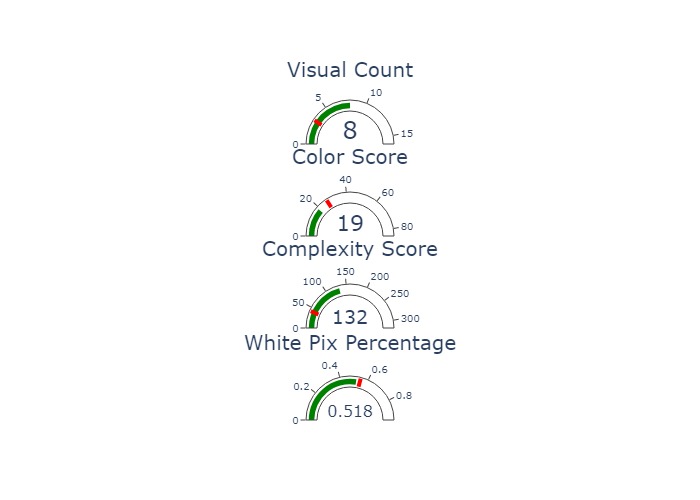 Visual Count
0 5 10 15
8
Color Score
0 20 40 60 80
19
Complexity Score
0 50 100 150 200 250 300
132
White Pix Percentage
0 0.2 0.4 0.6 0.8
0.518